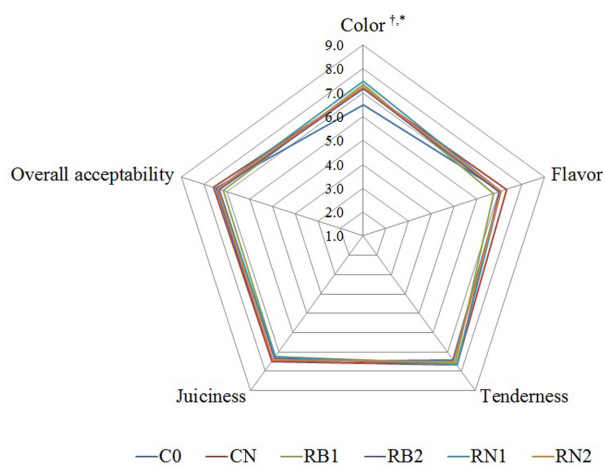 Color †,*
9.0
8.0
7.0
6.0
5.0
4.0
3.0
2.0
1.0
Overall acceptability
Flavor
Juiciness
Tenderness
C0 CN RB1 RB2 RN1 RN2